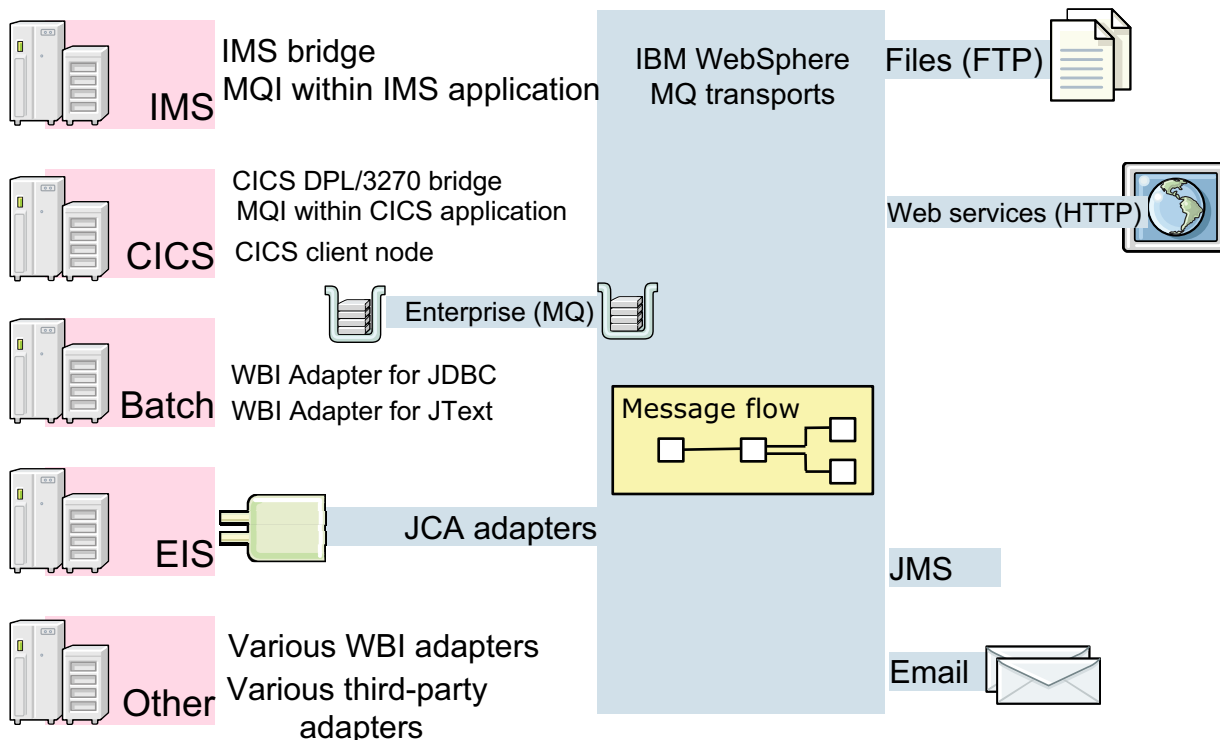 IMS bridge
MQI within IMS application
IMS
CICS DPL/3270 bridge
MQI within CICS application
CICS client node
CICS
Enterprise (MQ)
WBI Adapter for JDBC
WBI Adapter for JText
Batch
JCA adapters
EIS
Various WBI adapters
Various third-party
adapters
Other
IBM WebSphere
MQ transports
Message flow
Files (FTP)
Web services (HTTP)
JMS
Email